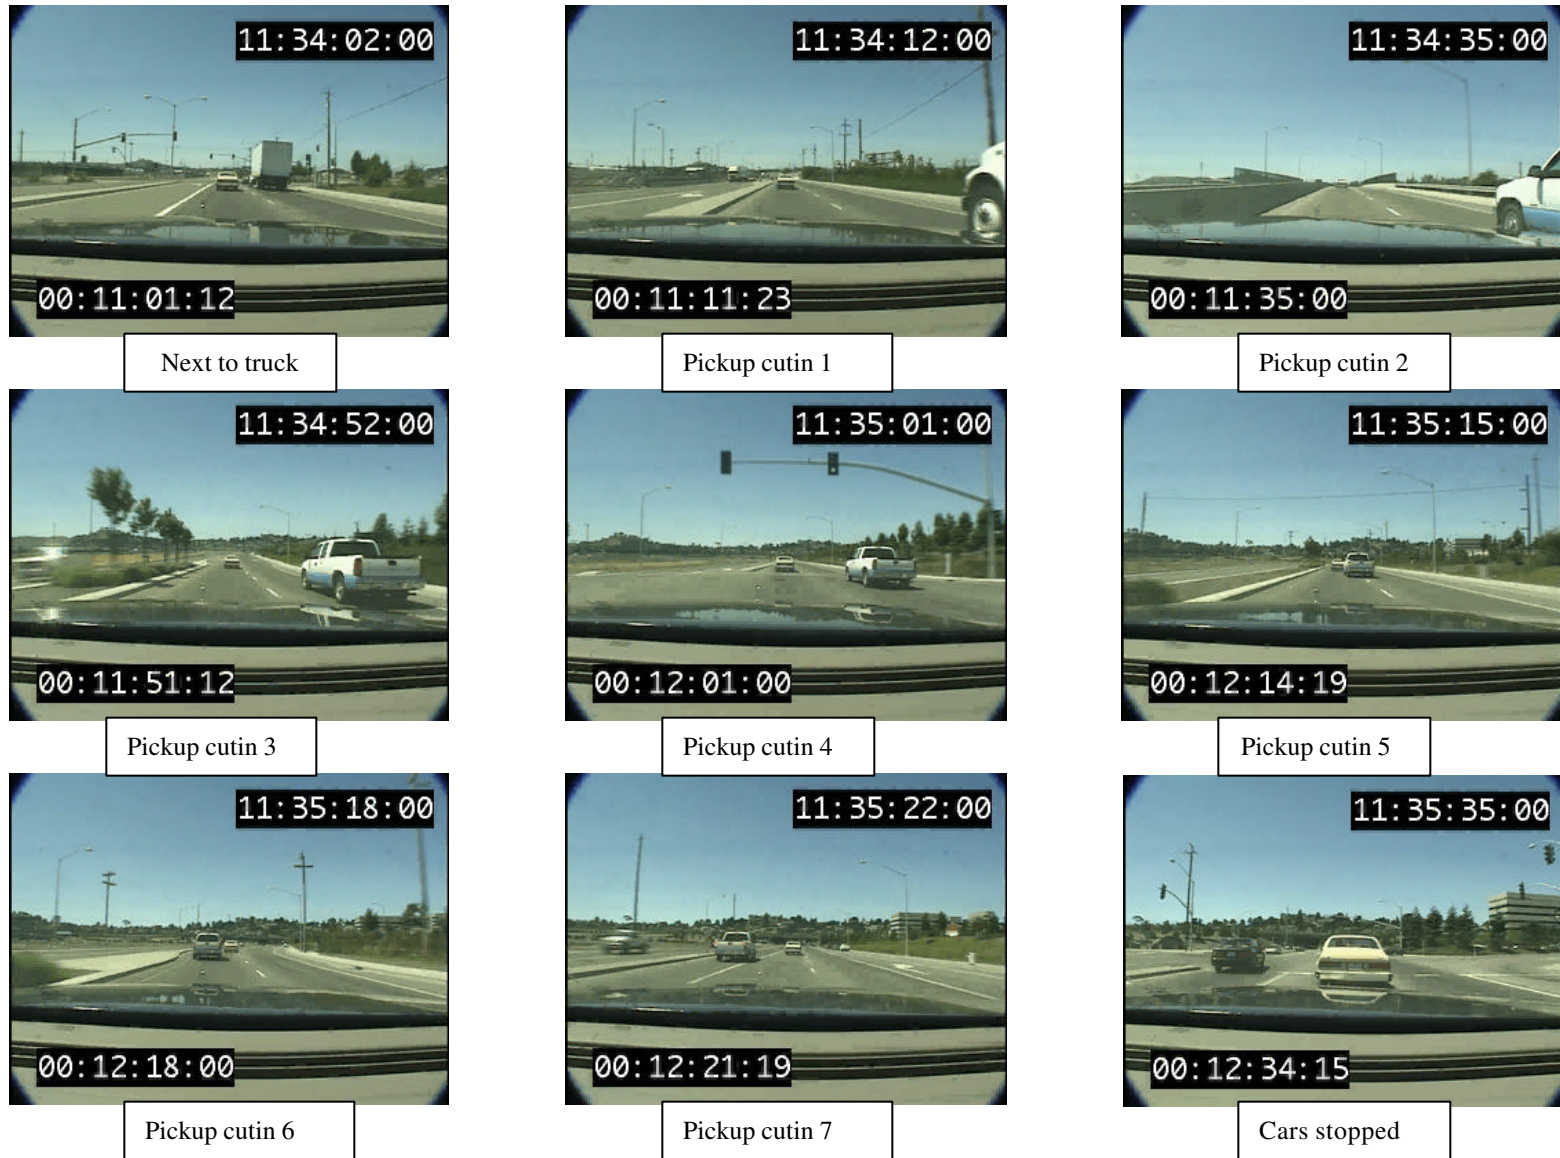 11:34:02:00
00:11:01:12
Next to truck
11:34:12:00
00:11:11:23
Pickup cutin 1
11:34:35:00
00:11:35:00
Pickup cutin 2
11:34:52:00
00:11:51:12
Pickup cutin 3
11:35:01:00
00:12:01:00
Pickup cutin 4
11:35:15:00
00:12:14:19
Pickup cutin 5
11:35:18:00
00:12:18:00
Pickup cutin 6
11:35:22:00
00:12:21:19
Pickup cutin 7
11:35:35:00
00:12:34:15
Cars stopped